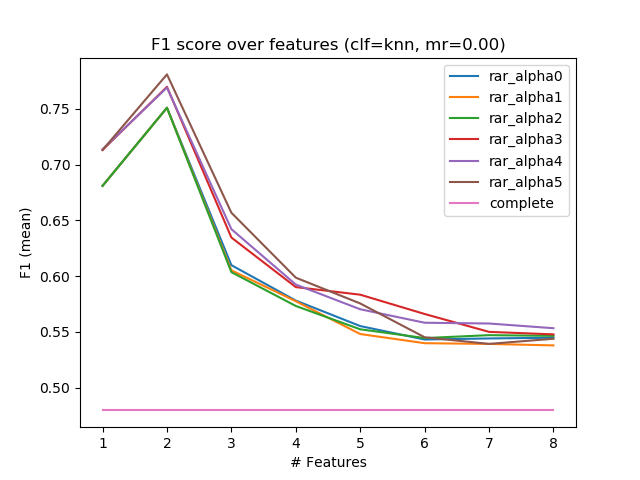 F1 score over features (clf=knn, mr=0.00)
F1 (mean)
0.75
0.70
0.65
0.60
0.55
0.50
rar_alpha0
rar_alpha1
rar_alpha2
rar_alpha3
rar_alpha4
rar_alpha5
complete
1 2 3 4 5 6 7 8
# Features